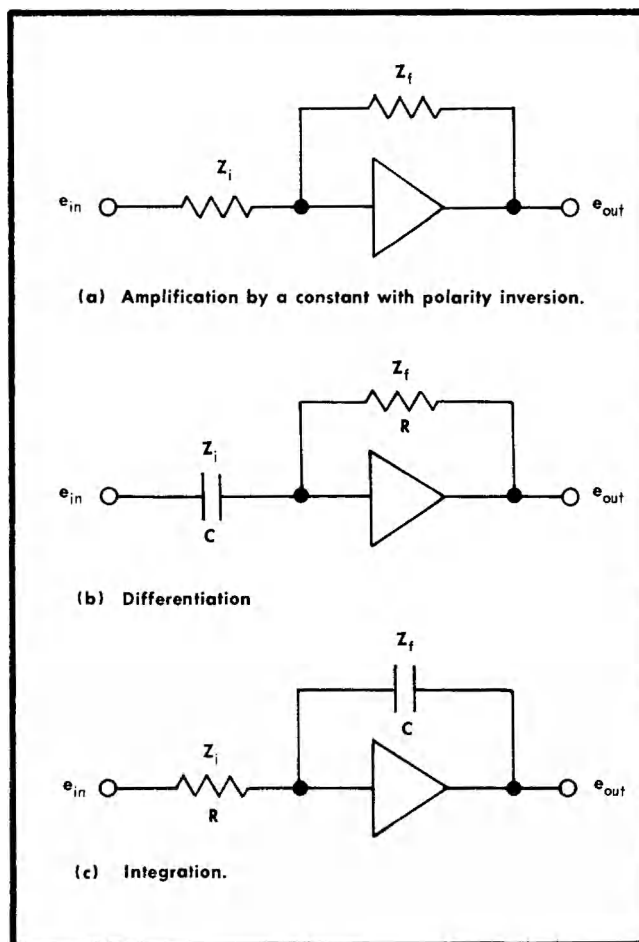 Z_f
Z_i
e_in
e_out
(a) Amplification by a constant with polarity inversion.
Z_f
R
Z_i
e_in
e_out
C
(b) Differentiation
Z_f
C
Z_i
e_in
e_out
R
(c) Integration.